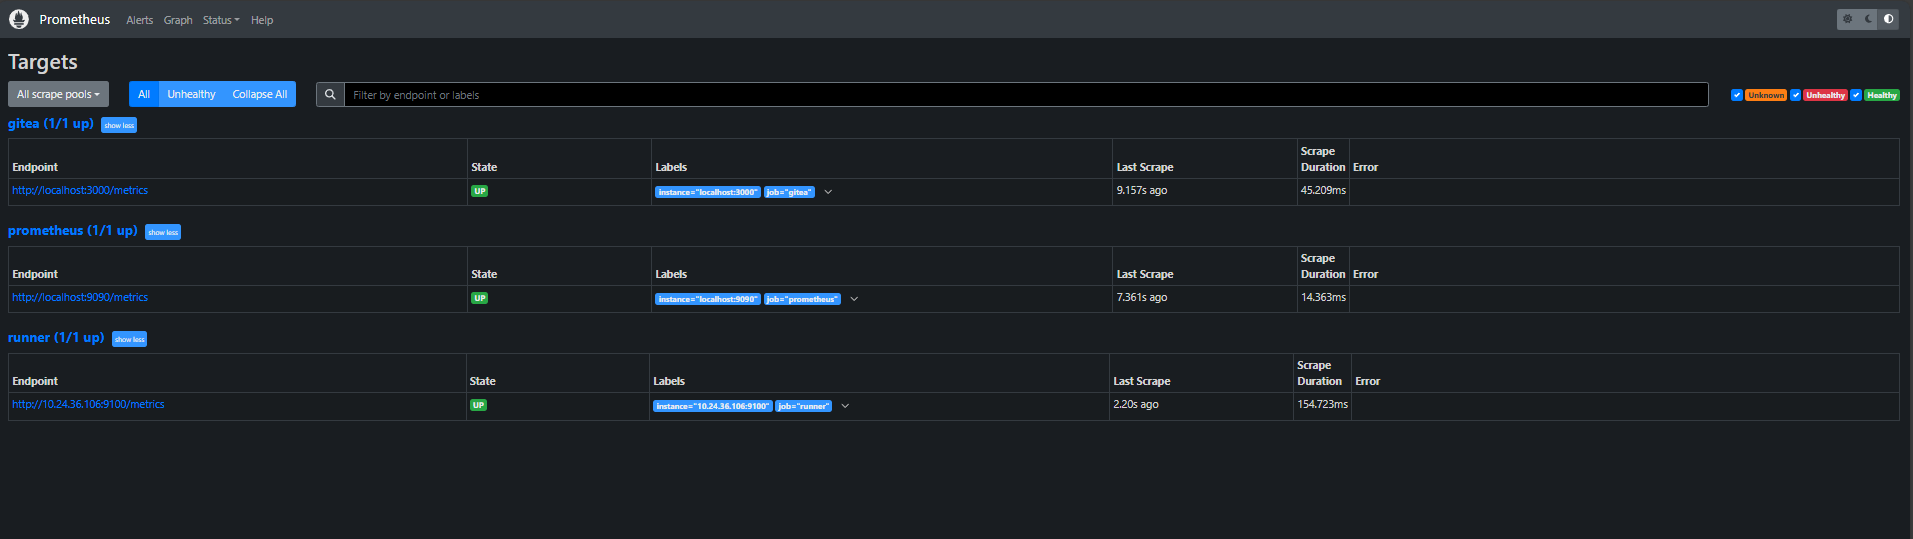 Prometheus Alerts Graph Status Help
Targets
All scrape pools All Unhealthy Collapse All Filter by endpoint or labels Unknown Unhealthy Healthy
gitea (1/1 up) show less
Endpoint State Labels Last Scrape Scrape Duration Error
http://localhost:3000/metrics UP instance="localhost:3000" job="gitea" 9.157s ago 45.209ms
prometheus (1/1 up) show less
Endpoint State Labels Last Scrape Scrape Duration Error
http://localhost:9090/metrics UP instance="localhost:9090" job="prometheus" 7.361s ago 14.363ms
runner (1/1 up) show less
Endpoint State Labels Last Scrape Scrape Duration Error
http://10.24.36.106:9100/metrics UP instance="10.24.36.106:9100" job="runner" 2.20s ago 154.723ms